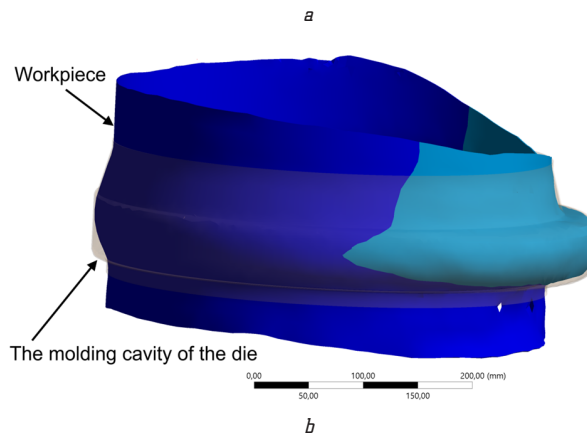 a
Workpiece
The molding cavity of the die
0,00 100,00 200,00 (mm)
50,00 150,00
b